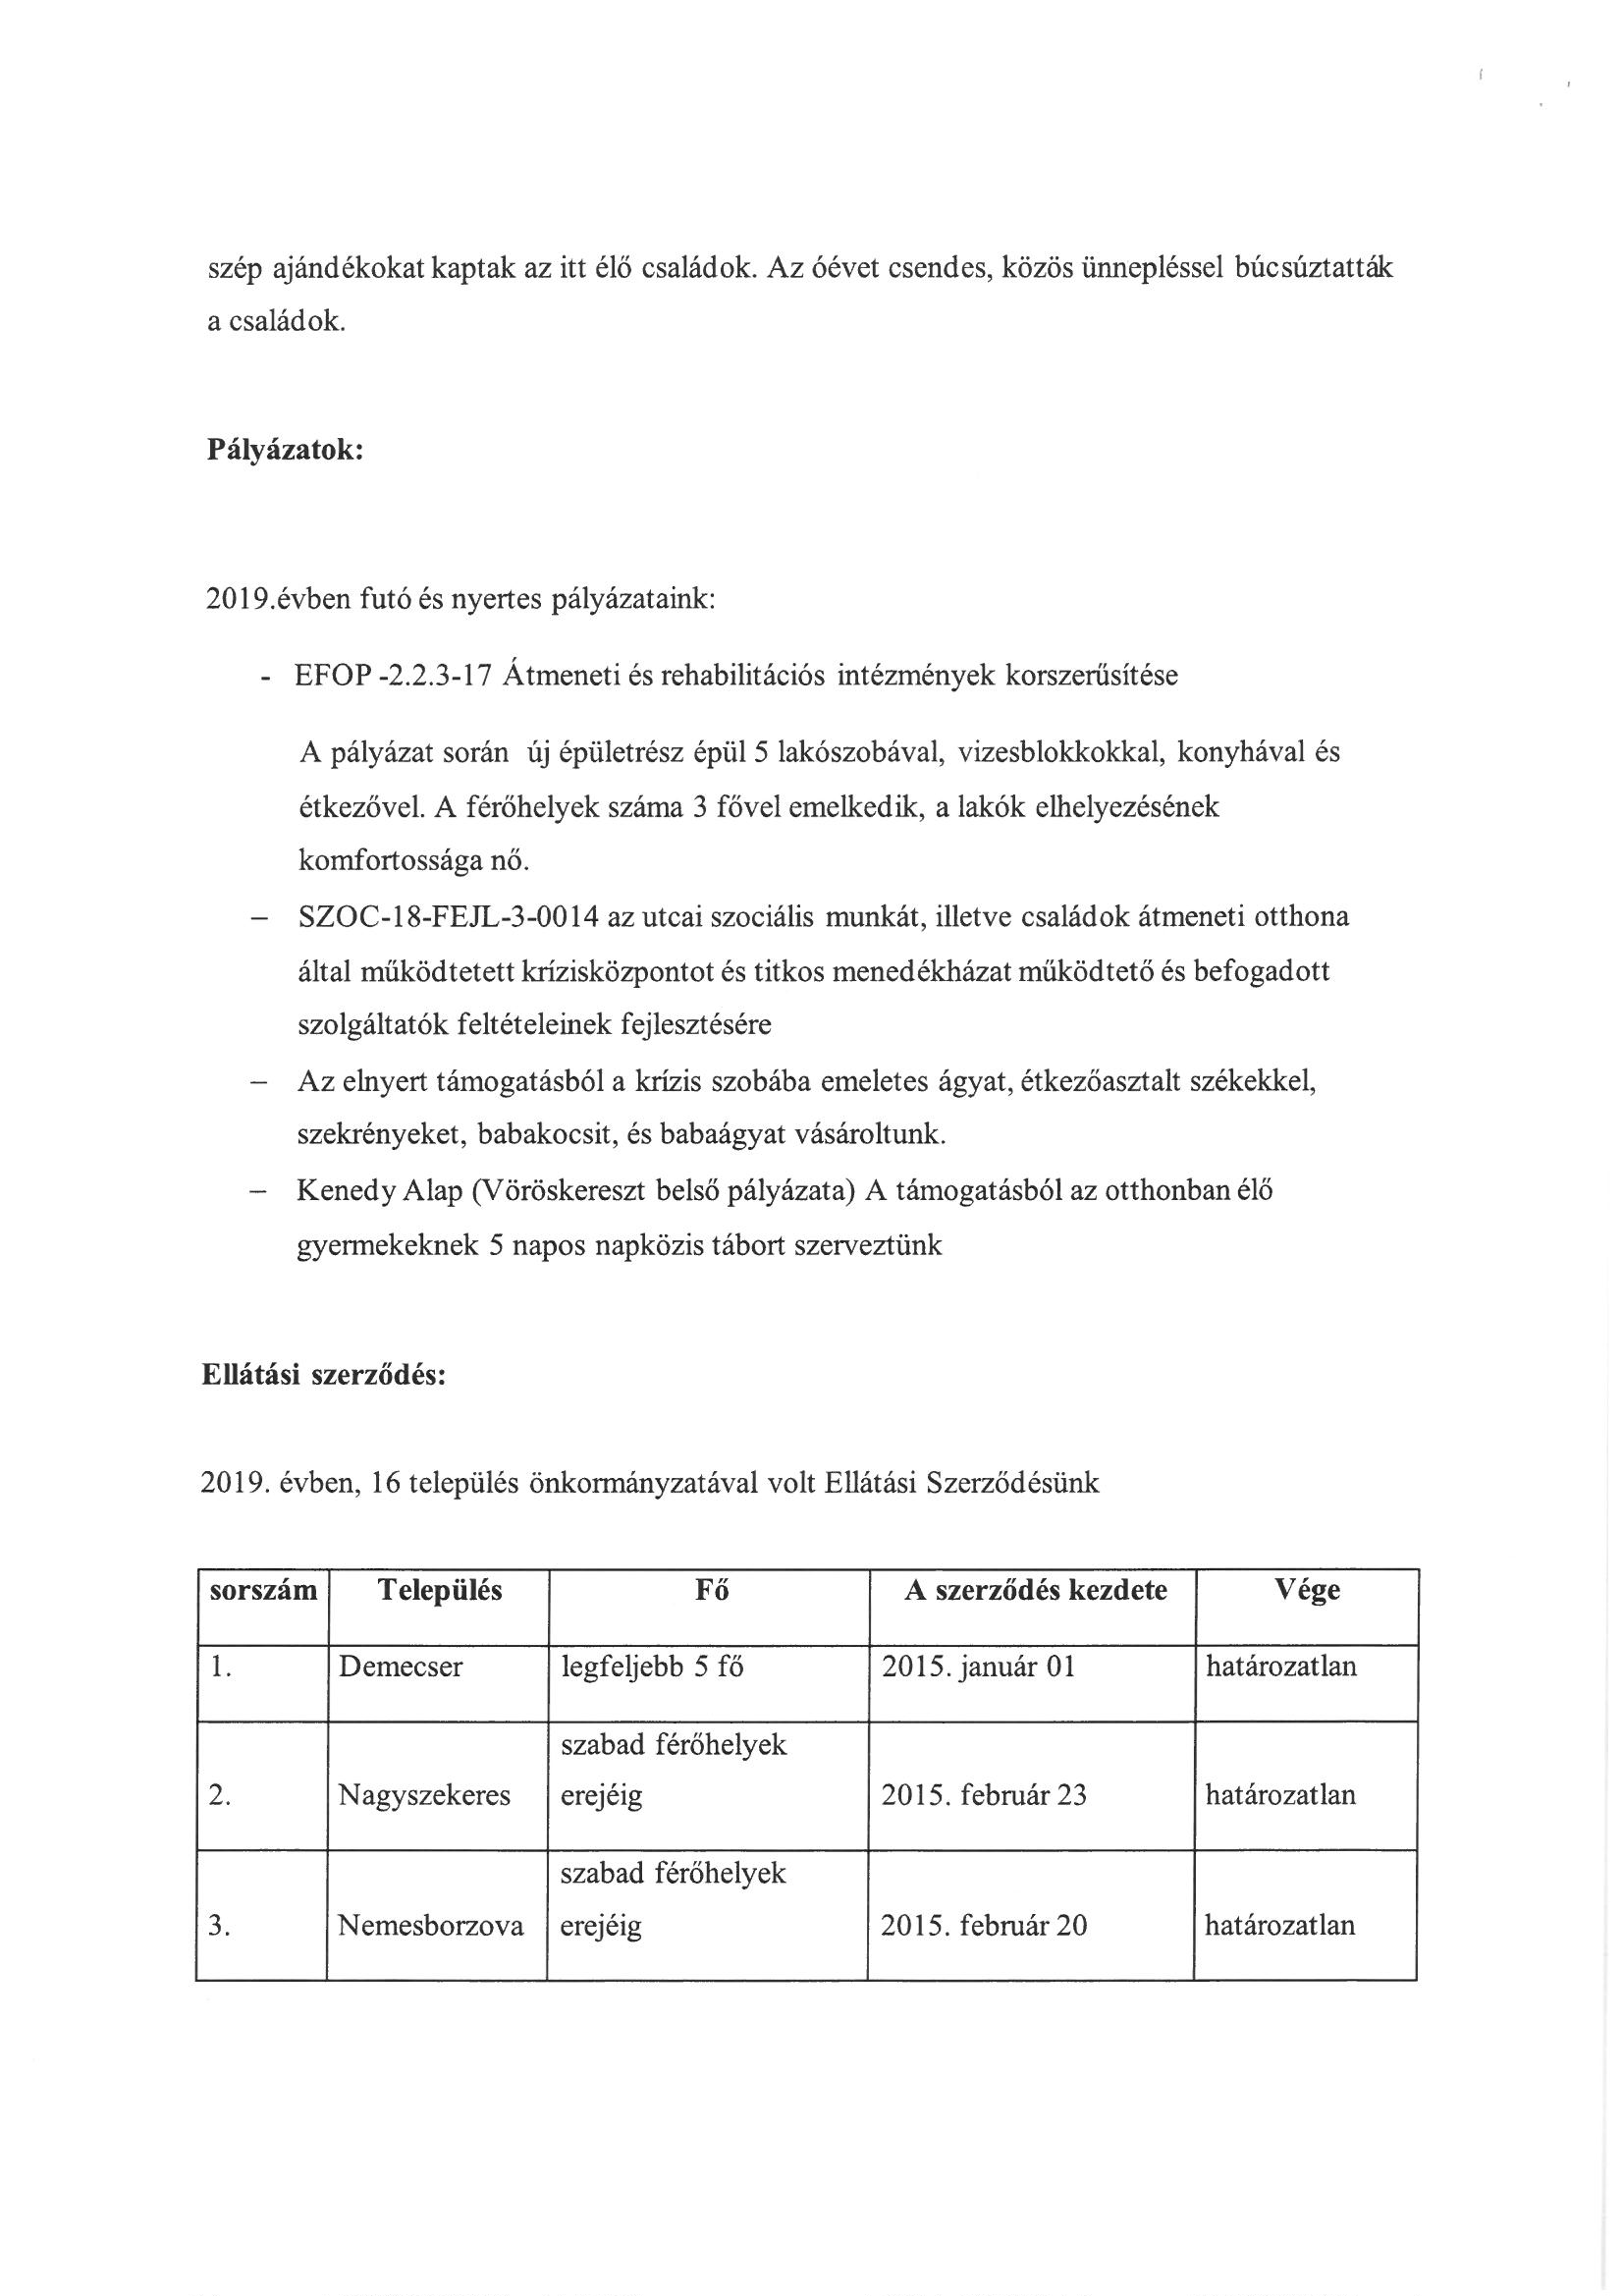 szép ajándékokat kaptak az itt élő családok. Az óévet csendes, közös ünnepléssel búcsúztatták
a családok.
Pályázatok:
2019.évben futó és nyertes pályázataink:
- EFOP -2.2.3-17 Átmeneti és rehabilitációs intézmények korszerűsítése
A pályázat során új épületrész épül 5 lakószobával, vizesblokkokkal, konyhával és
étkezővel. A férőhelyek száma 3 fővel emelkedik, a lakók elhelyezésének
komfortossága nő.
– SZOC-18-FEJL-3-0014 az utcai szociális munkát, illetve családok átmeneti otthona
által működtetett krízisközpontot és titkos menedékházat működtető és befogadott
szolgáltatók feltételeinek fejlesztésére
– Az elnyert támogatásból a krízis szobába emeletes ágyat, étkezőasztalt székekkel,
szekrényeket, babakocsit, és babaágyat vásároltunk.
– Kenedy Alap (Vöröskereszt belső pályázata) A támogatásból az otthonban élő
gyermekeknek 5 napos napközis tábort szerveztünk
Ellátási szerződés:
2019. évben, 16 település önkormányzatával volt Ellátási Szerződésünk
sorszám Település Fő A szerződés kezdete Vége
1. Demecser legfeljebb 5 fő 2015. január 01 határozatlan
szabad férőhelyek
2. Nagyszekeres erejéig 2015. február 23 határozatlan
szabad férőhelyek
3. Nemesborzova erejéig 2015. február 20 határozatlan